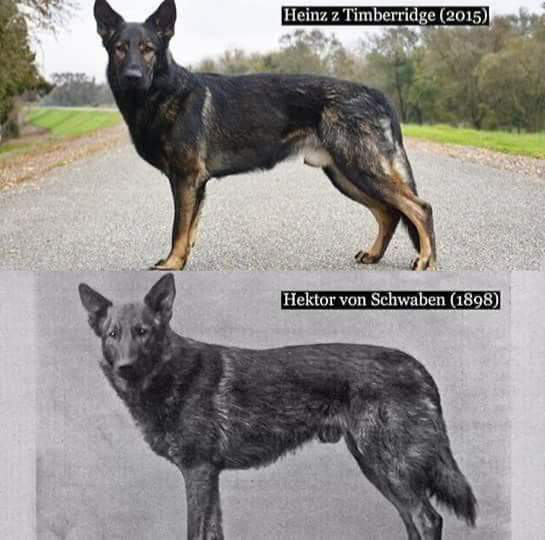 Heinz z Timberridge (2015)
Hektor von Schwaben (1898)